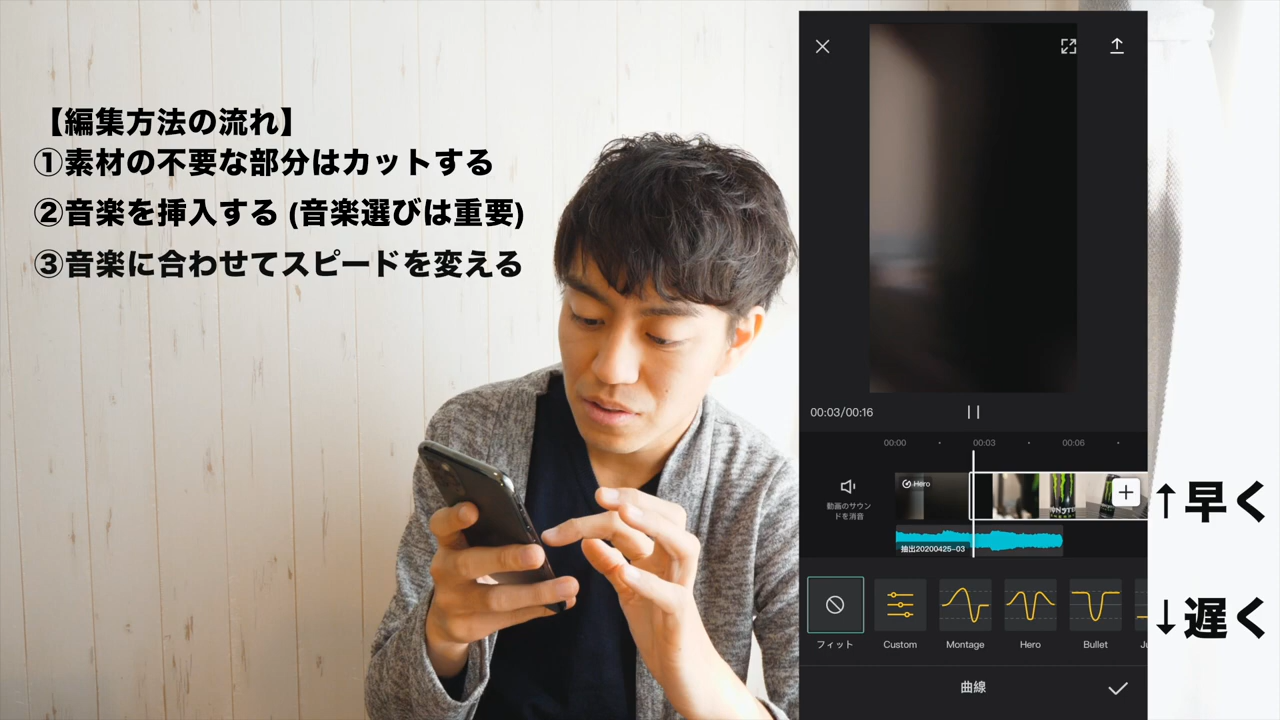 【編集方法の流れ】
①素材の不要な部分はカットする
②音楽を挿入する (音楽選びは重要)
③音楽に合わせてスピードを変える
00:03/00:16
00:00
00:03
00:06
動画のサウン
ドを消音
Hero
抽出20200425-03
↑早く
↓遅く
フィット
Custom
Montage
Hero
Bullet
曲線